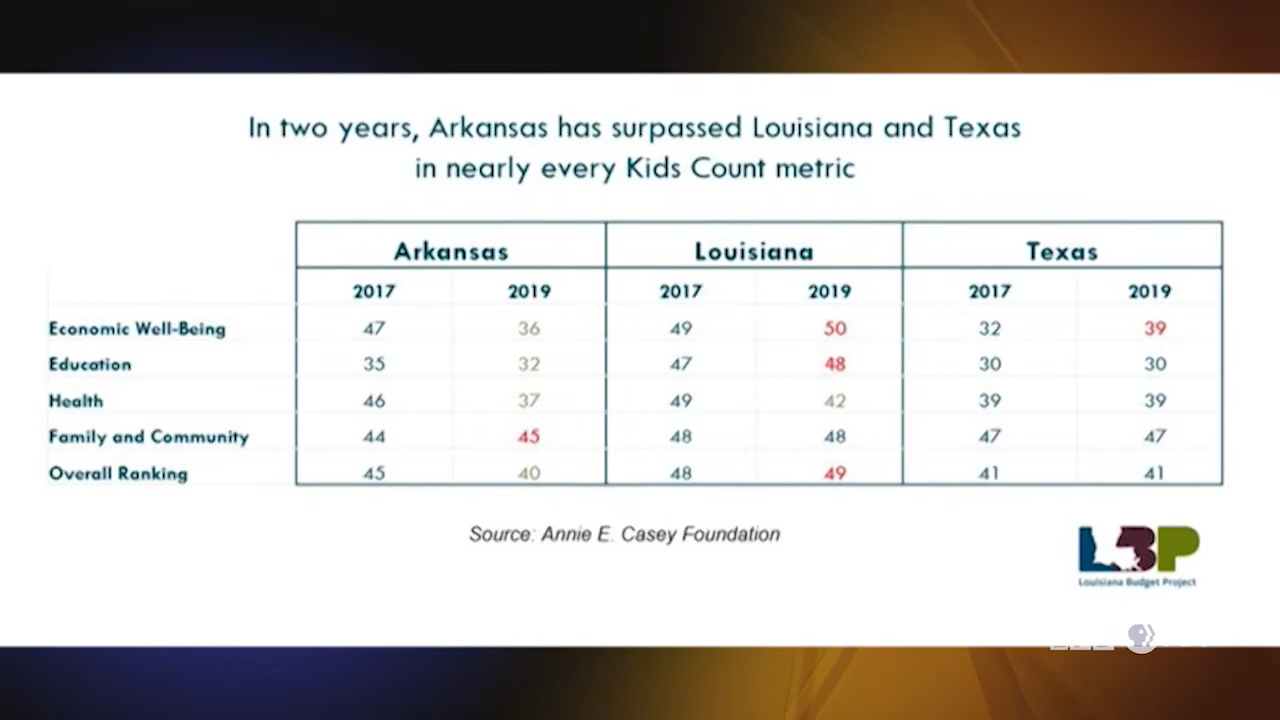 In two years, Arkansas has surpassed Louisiana and Texas
in nearly every Kids Count metric
Arkansas Louisiana Texas
2017 2019 2017 2019 2017 2019
Economic Well-Being 47 36 49 50 32 39
Education 35 32 47 48 30 30
Health 46 37 49 42 39 39
Family and Community 44 45 48 48 47 47
Overall Ranking 45 40 48 49 41 41
Source: Annie E. Casey Foundation
LBP
Louisiana Budget Project